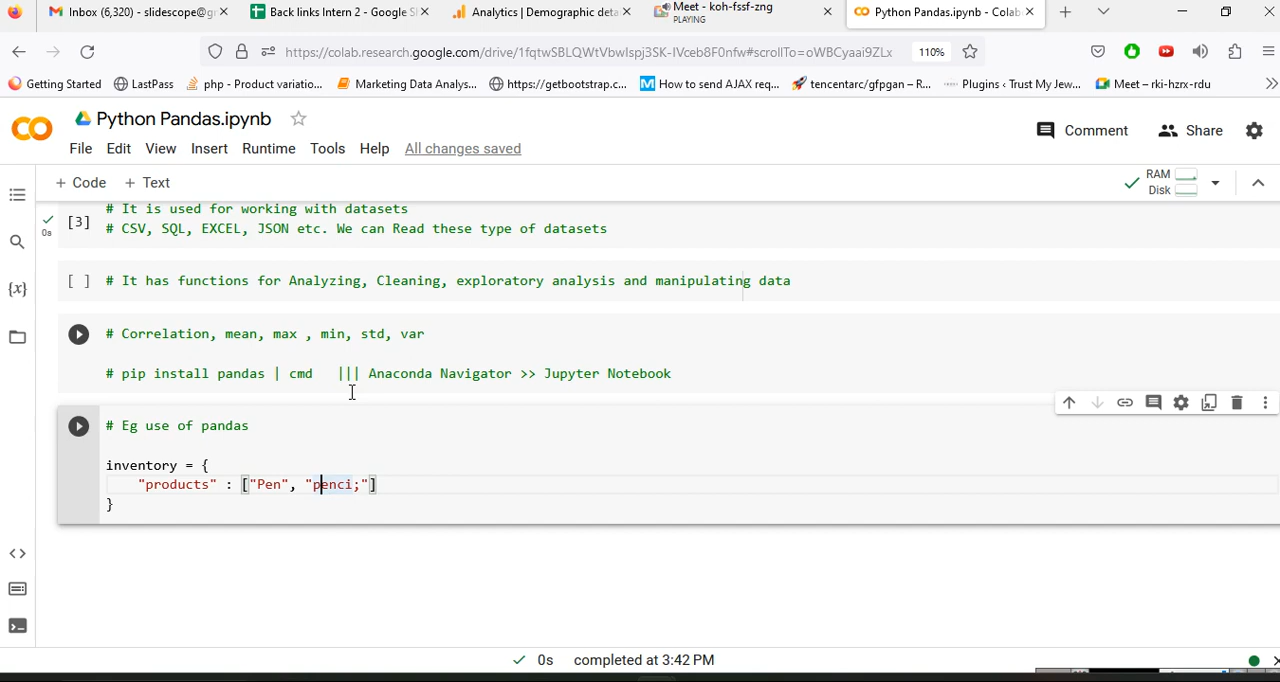 Inbox (6,320) - slidescope@g
Back links Intern 2 - Google S
Analytics | Demographic deta
Meet - koh-fssf-zng
PLAYING
Python Pandas.ipynb - Colab
https://colab.research.google.com/drive/1fqtwSBLQWtVbwIspj3SK-IVceb8F0nfw#scrollTo=oWBCyaai9ZLx
110%
Getting Started
LastPass
php - Product variatio...
Marketing Data Analys...
https://getbootstrap.c...
How to send AJAX req...
tencentarc/gfpgan – R...
Plugins ‹ Trust My Jew...
Meet – rki-hzrx-rdu
Python Pandas.ipynb
Comment
Share
File Edit View Insert Runtime Tools Help All changes saved
+ Code + Text
RAM
Disk
# It is used for working with datasets
[3]
0s
# CSV, SQL, EXCEL, JSON etc. We can Read these type of datasets
[ ] # It has functions for Analyzing, Cleaning, exploratory analysis and manipulating data
# Correlation, mean, max , min, std, var
# pip install pandas | cmd ||| Anaconda Navigator >> Jupyter Notebook
# Eg use of pandas
inventory = {
"products" : ["Pen", "penci;"]
}
0s completed at 3:42 PM